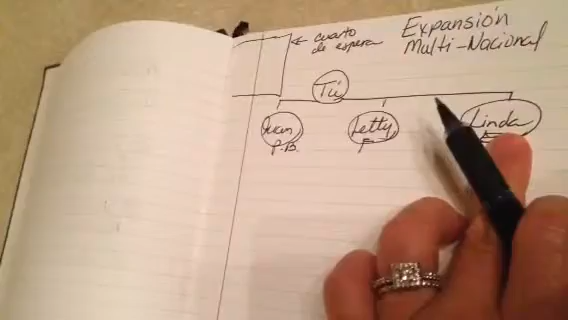 Expansión
Multi-Nacional
← cuarto
de espera
Tú
Juan
P.R.
Letty
F
Linda